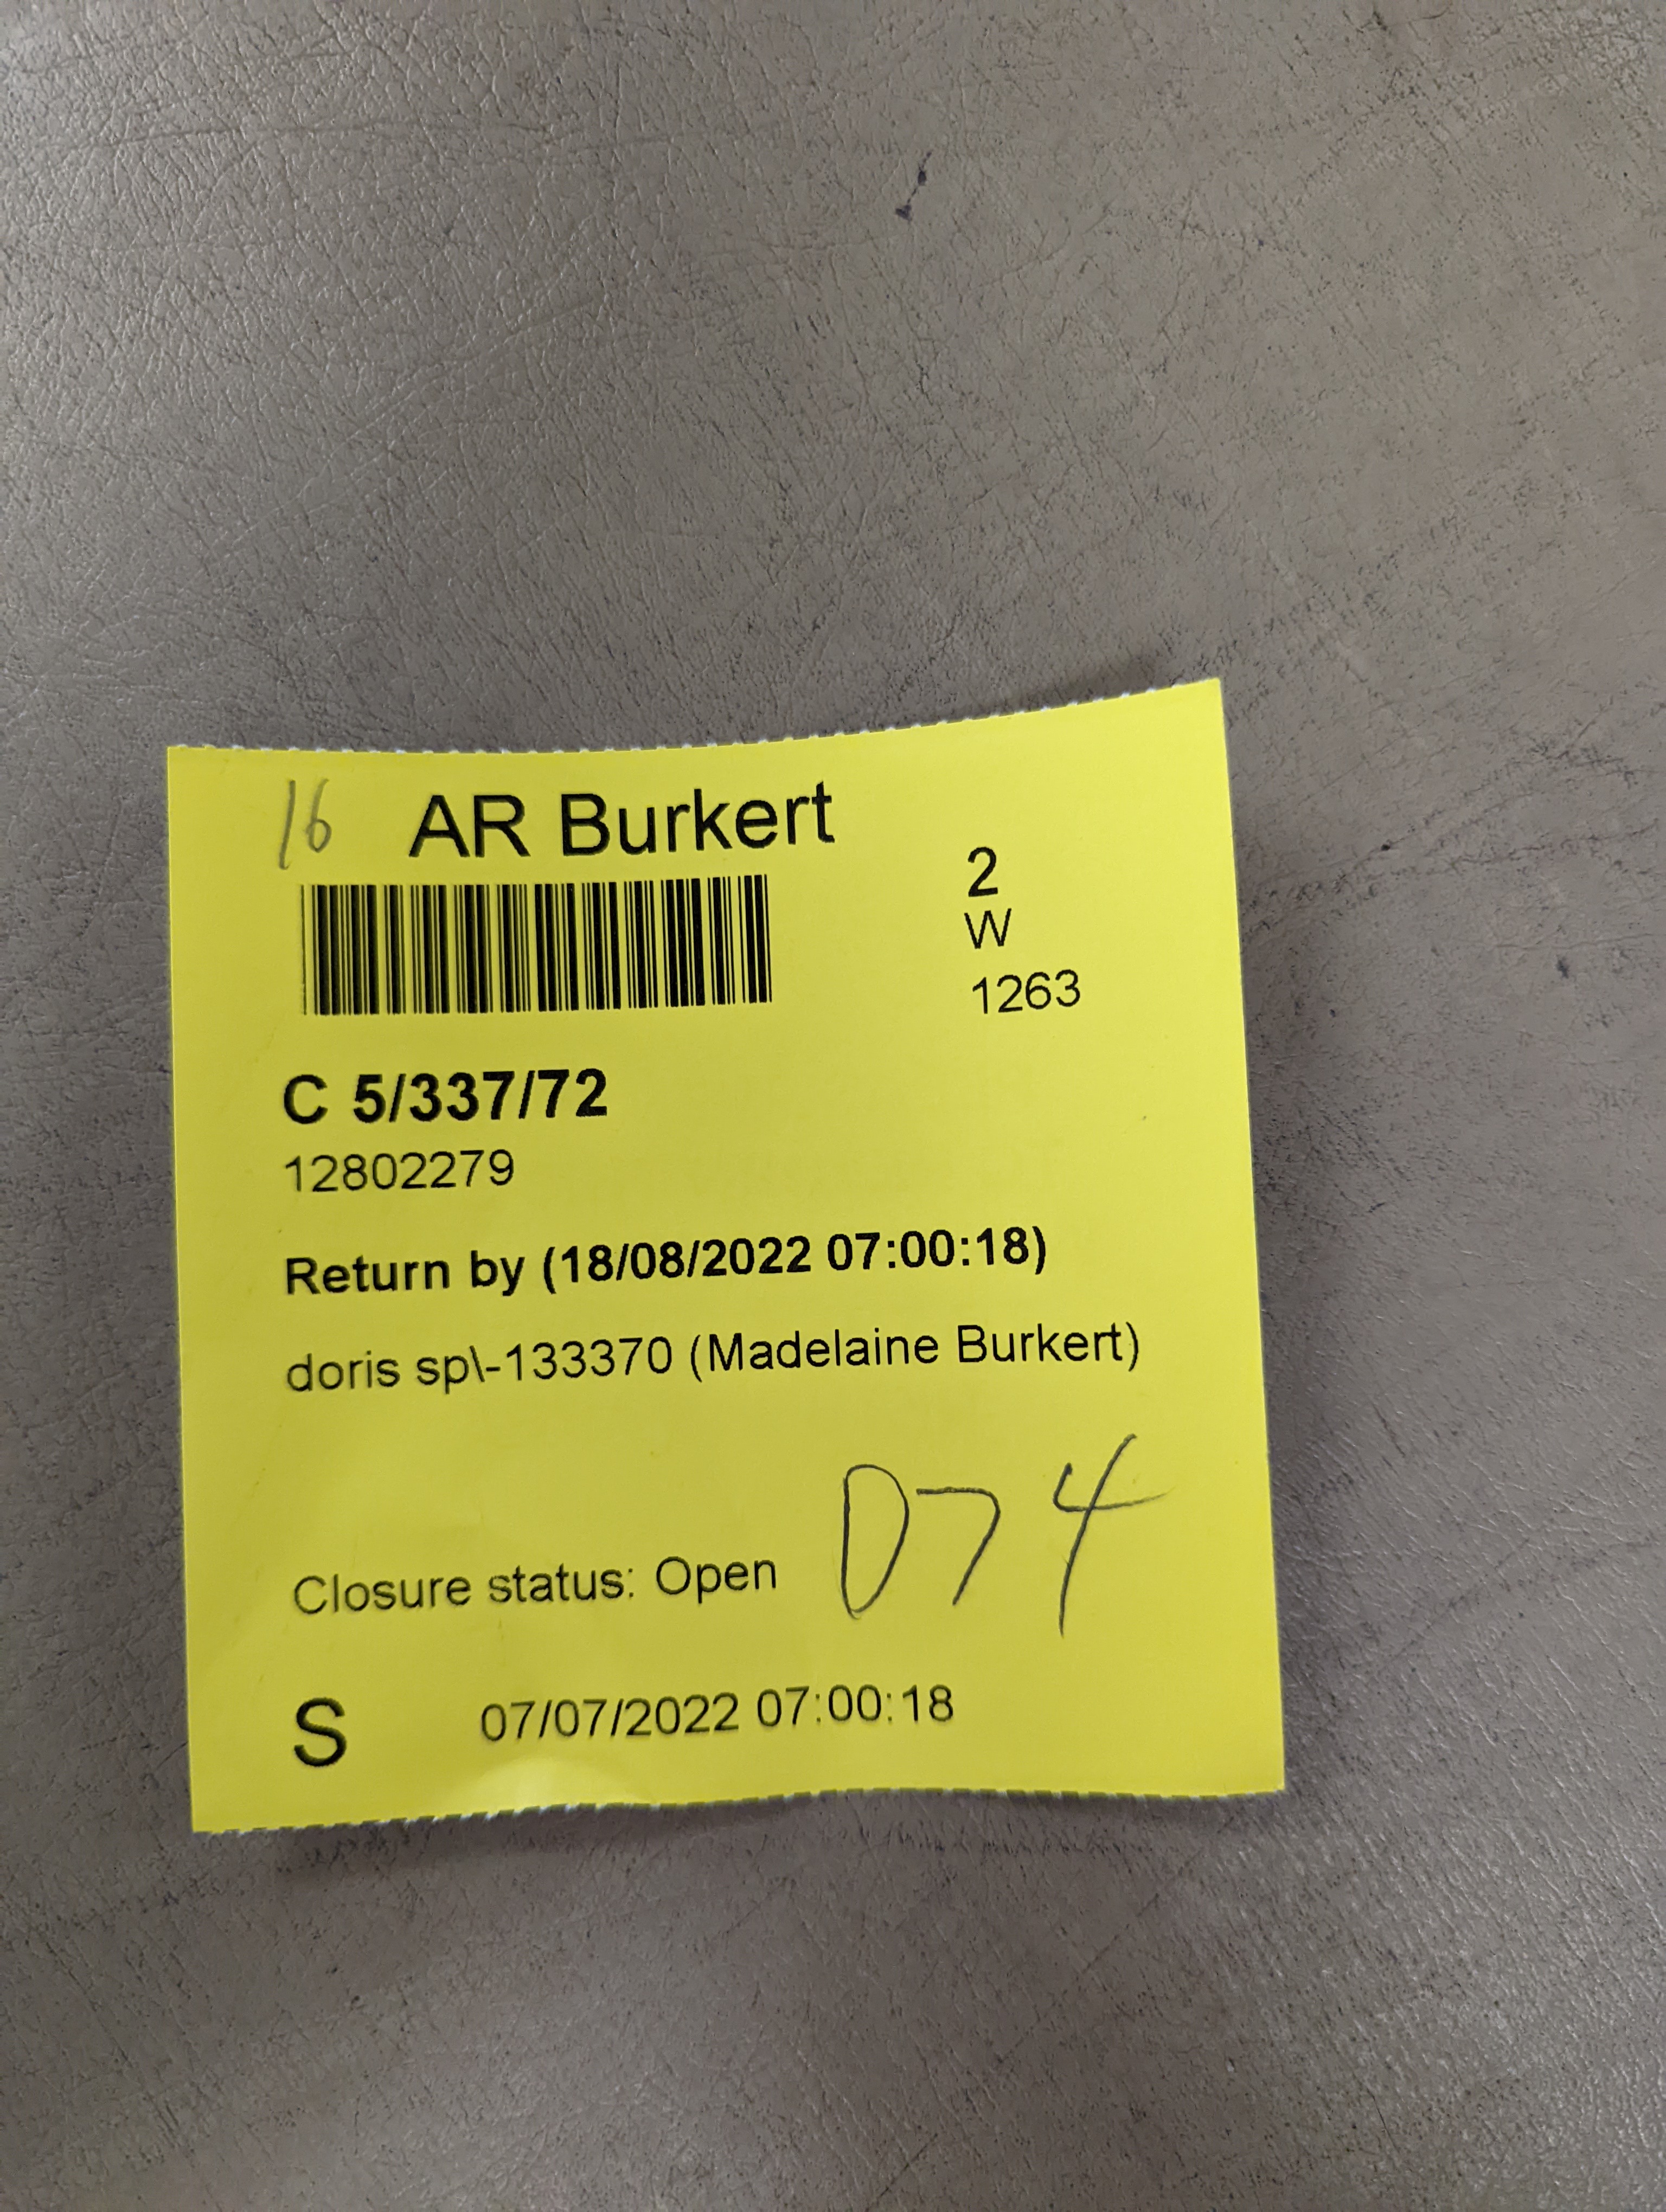 16 AR Burkert
2
W
1263
C 5/337/72
12802279
Return by (18/08/2022 07:00:18)
doris sp\-133370 (Madelaine Burkert)
D74
Closure status: Open
S 07/07/2022 07:00:18